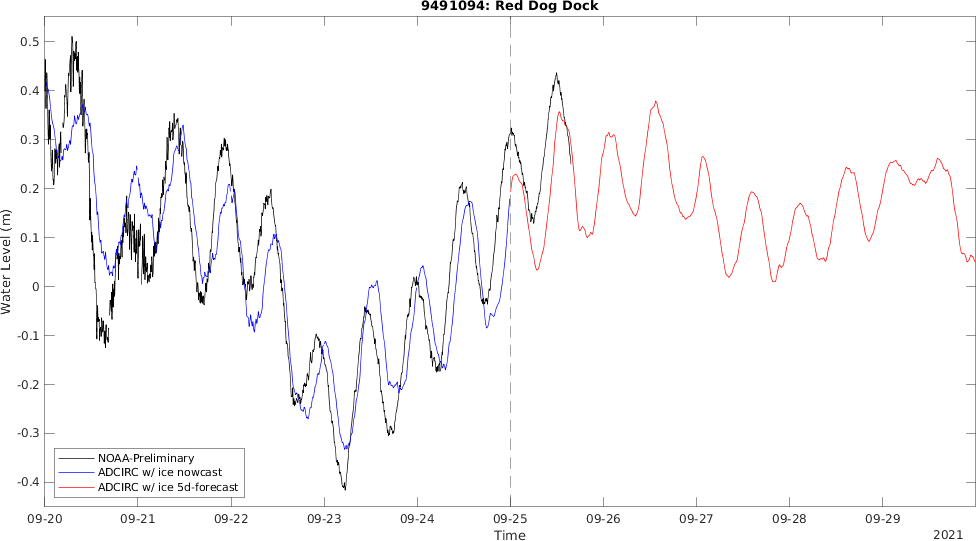 9491094: Red Dog Dock
Water Level (m)
0.5
0.4
0.3
0.2
0.1
0
-0.1
-0.2
-0.3
-0.4
NOAA-Preliminary
ADCIRC w/ ice nowcast
ADCIRC w/ ice 5d-forecast
09-20 09-21 09-22 09-23 09-24 09-25 09-26 09-27 09-28 09-29
Time
2021